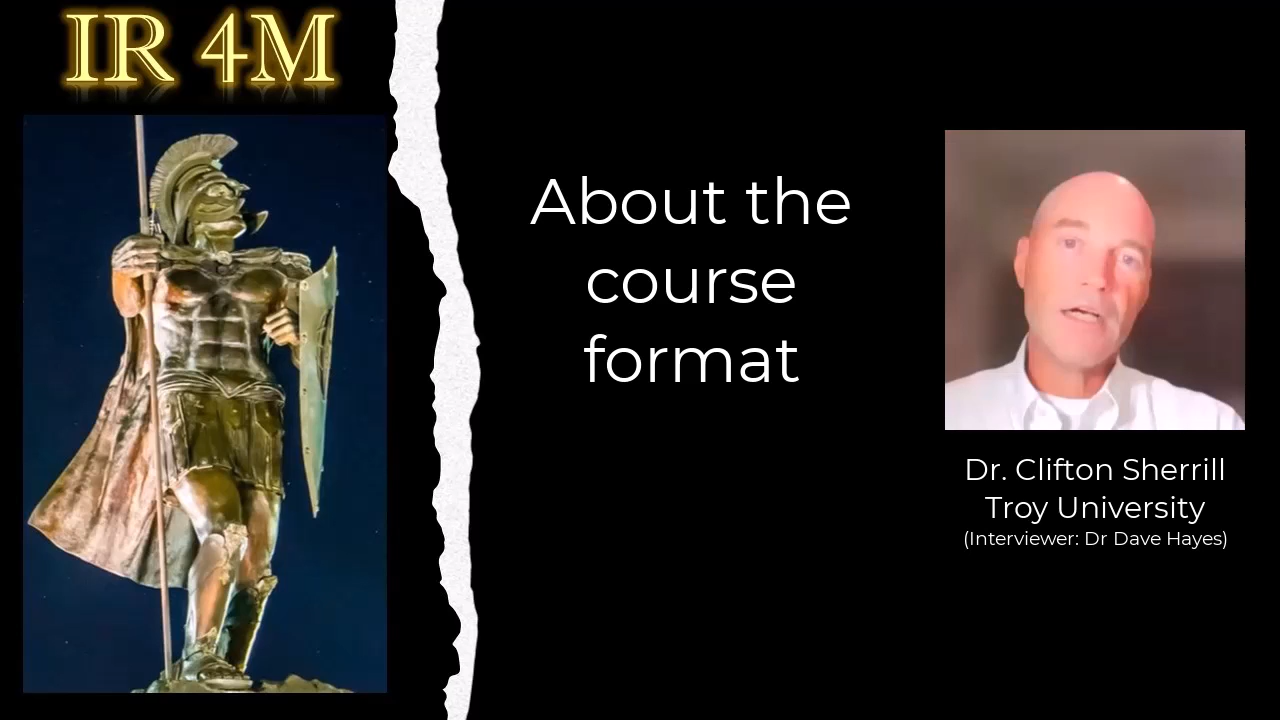 IR 4M
About the
course
format
Dr. Clifton Sherrill
Troy University
(Interviewer: Dr Dave Hayes)